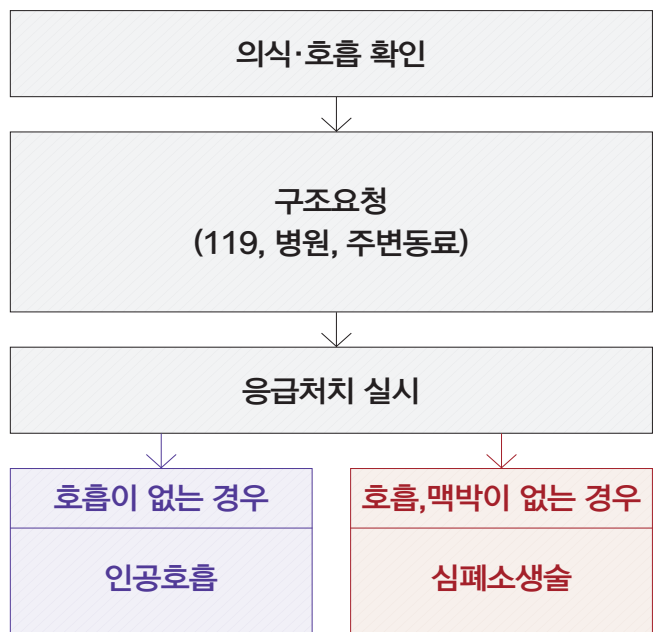 의식·호흡 확인
구조요청
(119, 병원, 주변동료)
응급처치 실시
호흡이 없는 경우
인공호흡
호흡,맥박이 없는 경우
심폐소생술